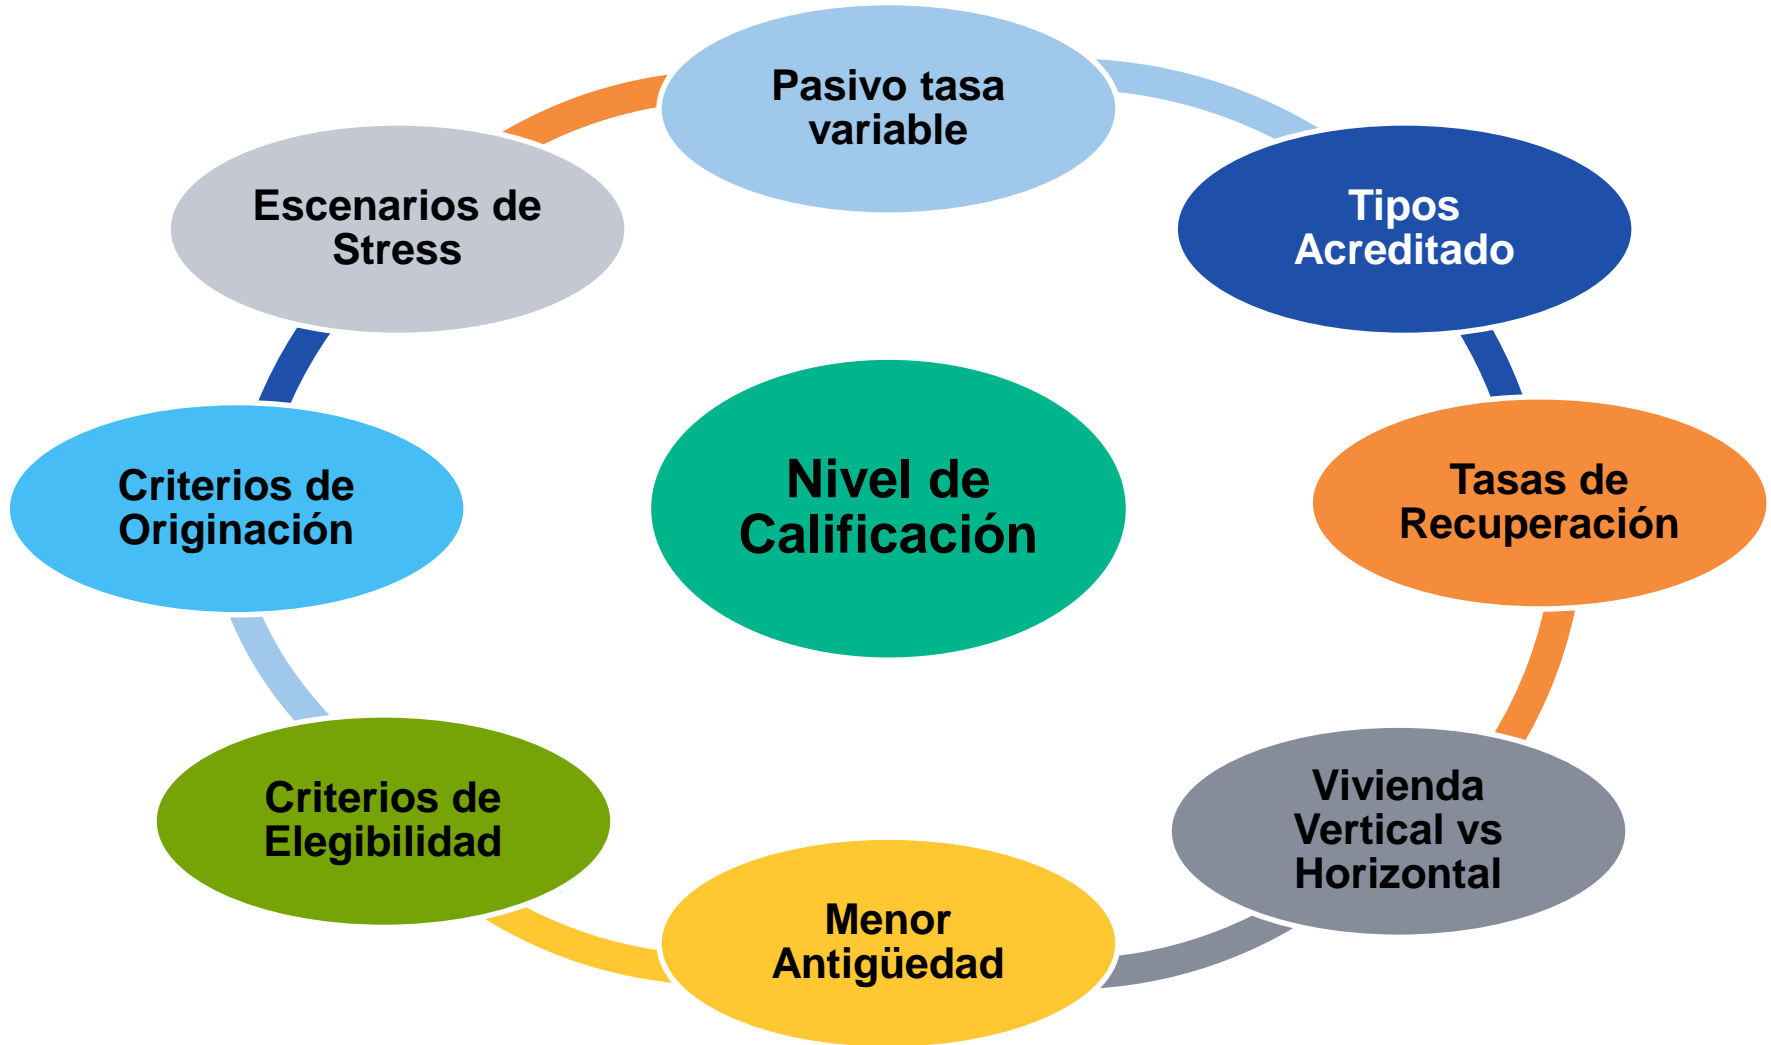 Pasivo tasa
variable
Tipos
Acreditado
Tasas de
Recuperación
Vivienda
Vertical vs
Horizontal
Menor
Antigüedad
Criterios de
Elegibilidad
Criterios de
Originación
Escenarios de
Stress
Nivel de
Calificación